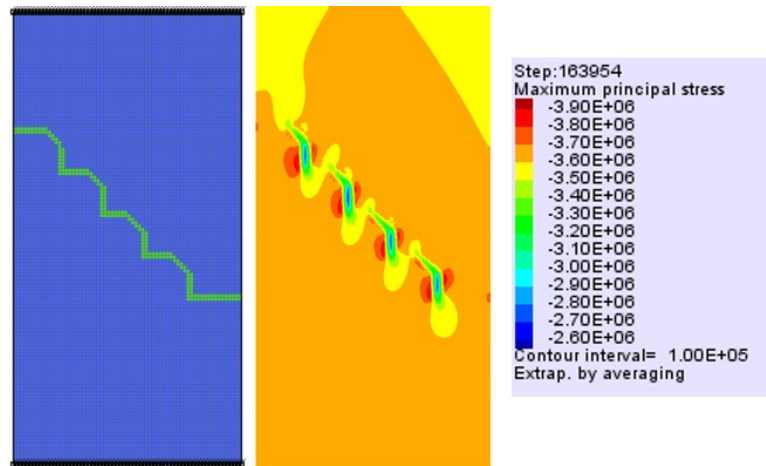 Step:163954
Maximum principal stress
-3.90E+06
-3.80E+06
-3.70E+06
-3.60E+06
-3.50E+06
-3.40E+06
-3.30E+06
-3.20E+06
-3.10E+06
-3.00E+06
-2.90E+06
-2.80E+06
-2.70E+06
-2.60E+06
Contour interval= 1.00E+05
Extrap. by averaging